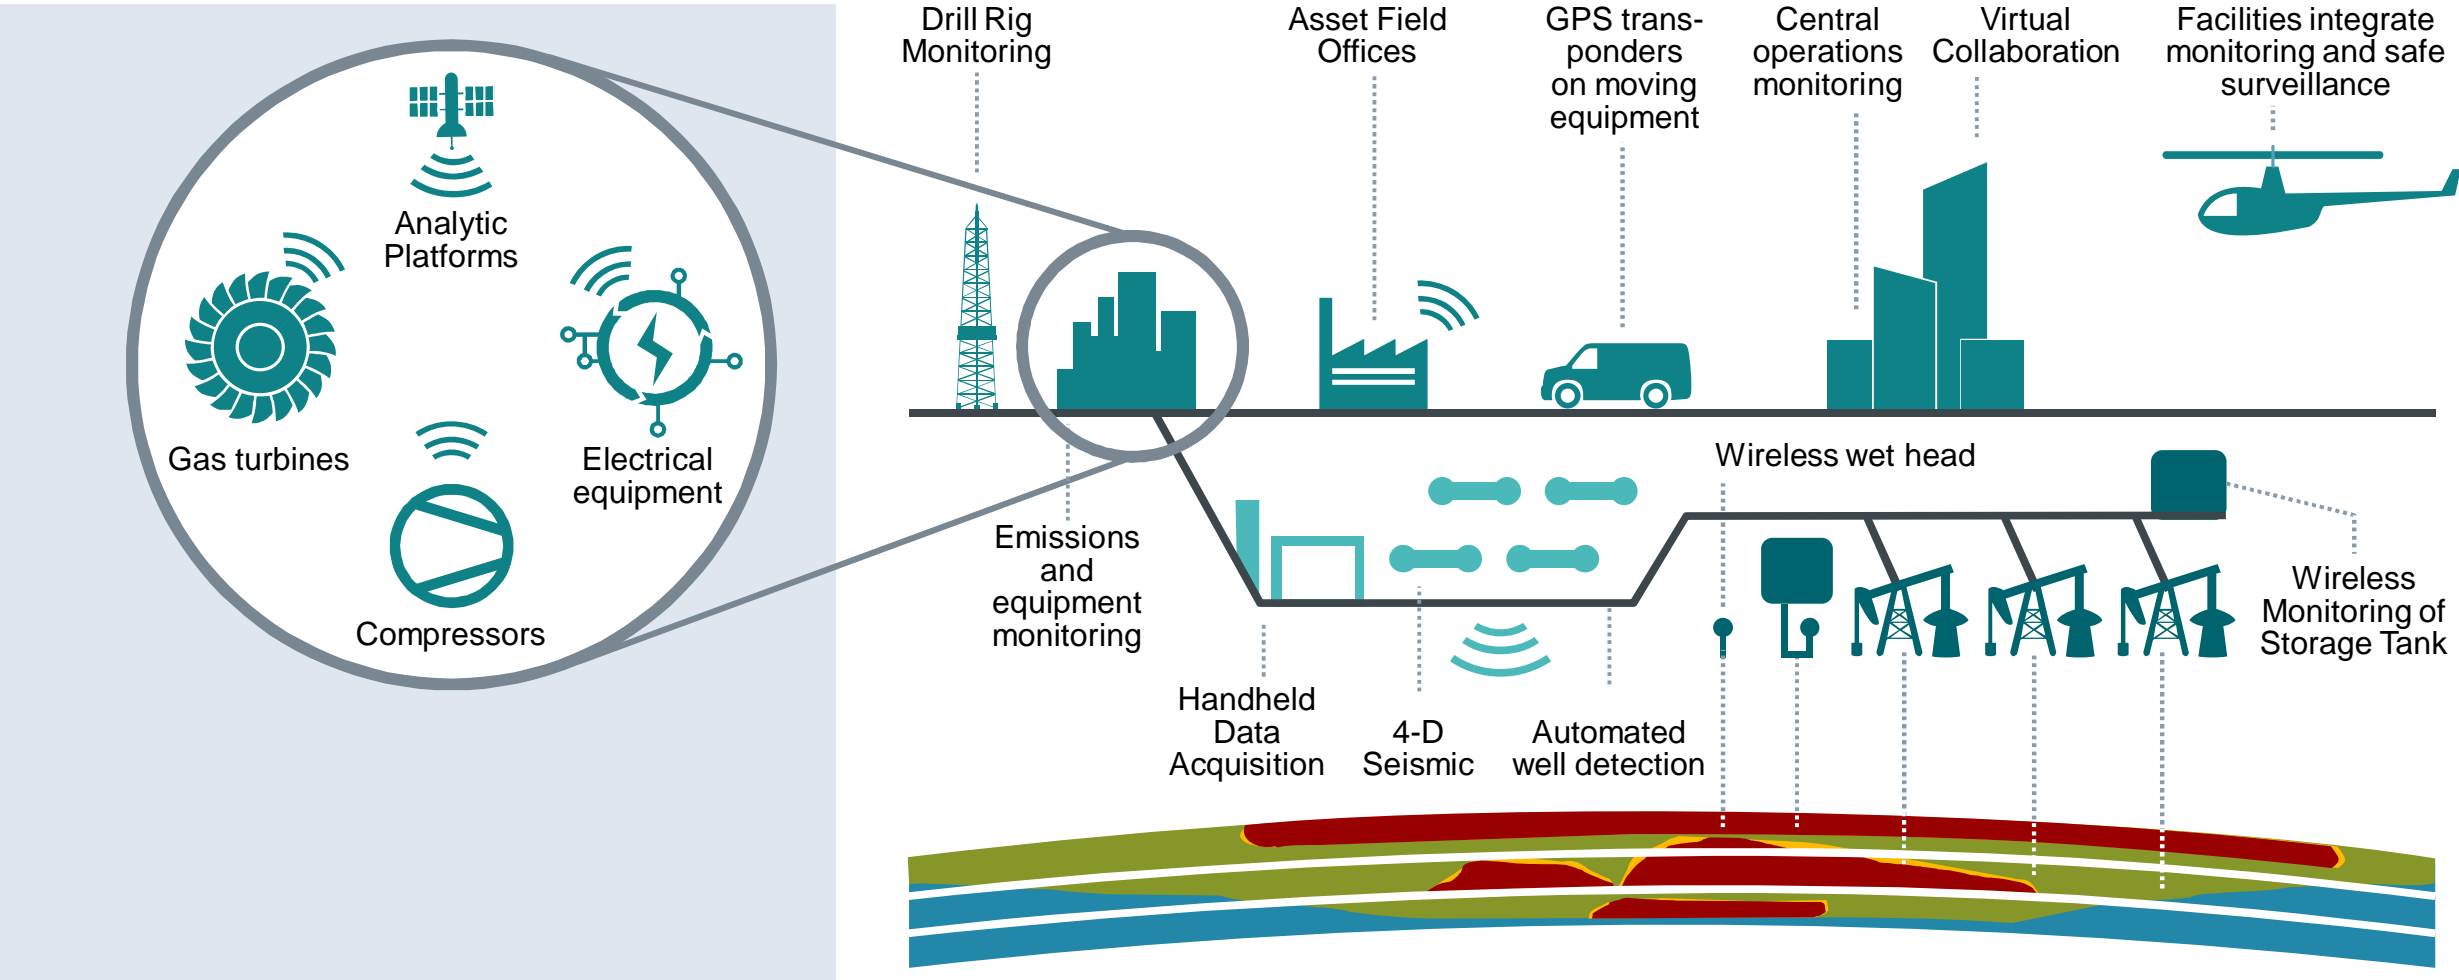 Drill Rig
Monitoring
Asset Field
Offices
GPS trans-
ponders
on moving
equipment
Central
operations
monitoring
Virtual
Collaboration
Facilities integrate
monitoring and safe
surveillance
Analytic
Platforms
Gas turbines
Electrical
equipment
Compressors
Emissions
and
equipment
monitoring
Wireless wet head
Wireless
Monitoring of
Storage Tank
Handheld
Data
Acquisition
4-D
Seismic
Automated
well detection